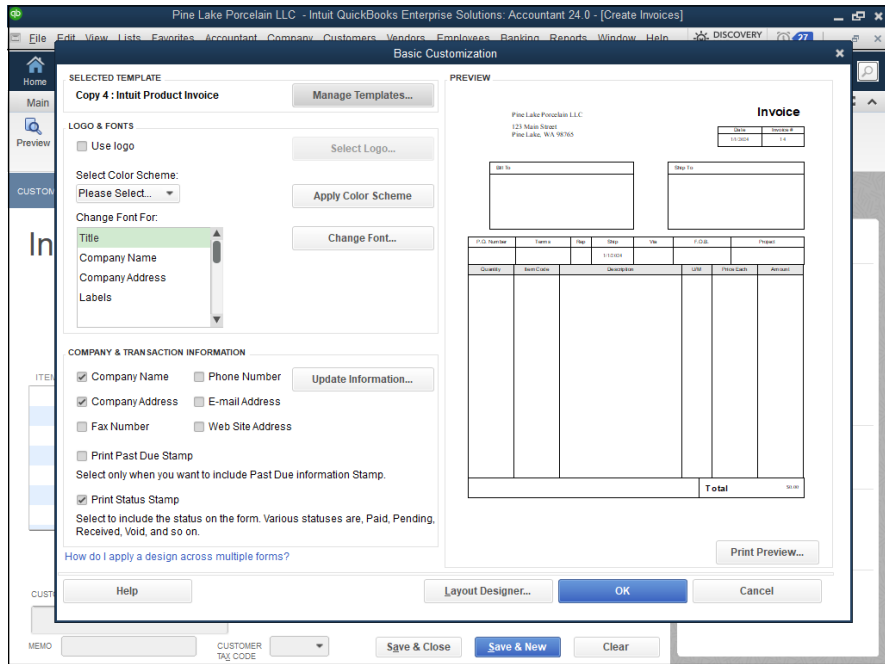 Pine Lake Porcelain LLC - Intuit QuickBooks Enterprise Solutions: Accountant 24.0 - [Create Invoices]
File Edit View Lists Favorites Accountant Company Customers Vendors Employees Banking Reports Window Help DISCOVERY 27
Basic Customization
Home
Main
Preview
CUSTOM
In
ITEM
SELECTED TEMPLATE
Copy 4 : Intuit Product Invoice
Manage Templates...
LOGO & FONTS
Use logo
Select Logo...
Select Color Scheme:
Please Select...
Apply Color Scheme
Change Font For:
Title
Company Name
Company Address
Labels
Change Font...
COMPANY & TRANSACTION INFORMATION
Company Name Phone Number
Update Information...
Company Address E-mail Address
Fax Number Web Site Address
Print Past Due Stamp
Select only when you want to include Past Due information Stamp.
Print Status Stamp
Select to include the status on the form. Various statuses are, Paid, Pending,
Received, Void, and so on.
How do I apply a design across multiple forms?
PREVIEW
Pine Lake Porcelain LLC
123 Main Street
Pine Lake, WA 98765
Invoice
Date Invoice #
Bill To Ship To
P.O. Number Terms Rep Ship Via F.O.B. Project
Quantity Item Code Description U/M Price Each Amount
Total $0.00
Print Preview...
Help Layout Designer... OK Cancel
CUSTO
MEMO
CUSTOMER
TAX CODE
Save & Close Save & New Clear